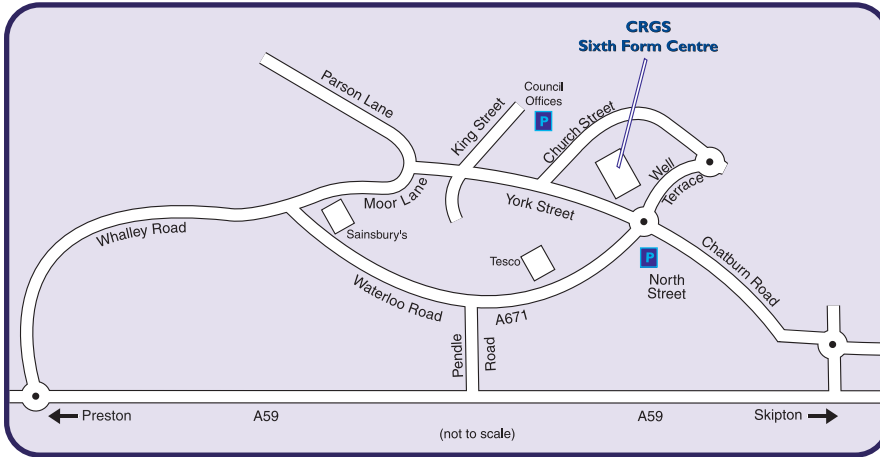 CRGS
Sixth Form Centre
Parson Lane
King Street
Council
Offices
P
Church Street
Well
Terrace
Moor Lane
York Street
Whalley Road
Sainsbury's
Tesco
P
North
Street
Chatburn Road
Waterloo Road
A671
Pendle
Road
Preston
A59
A59
Skipton
(not to scale)